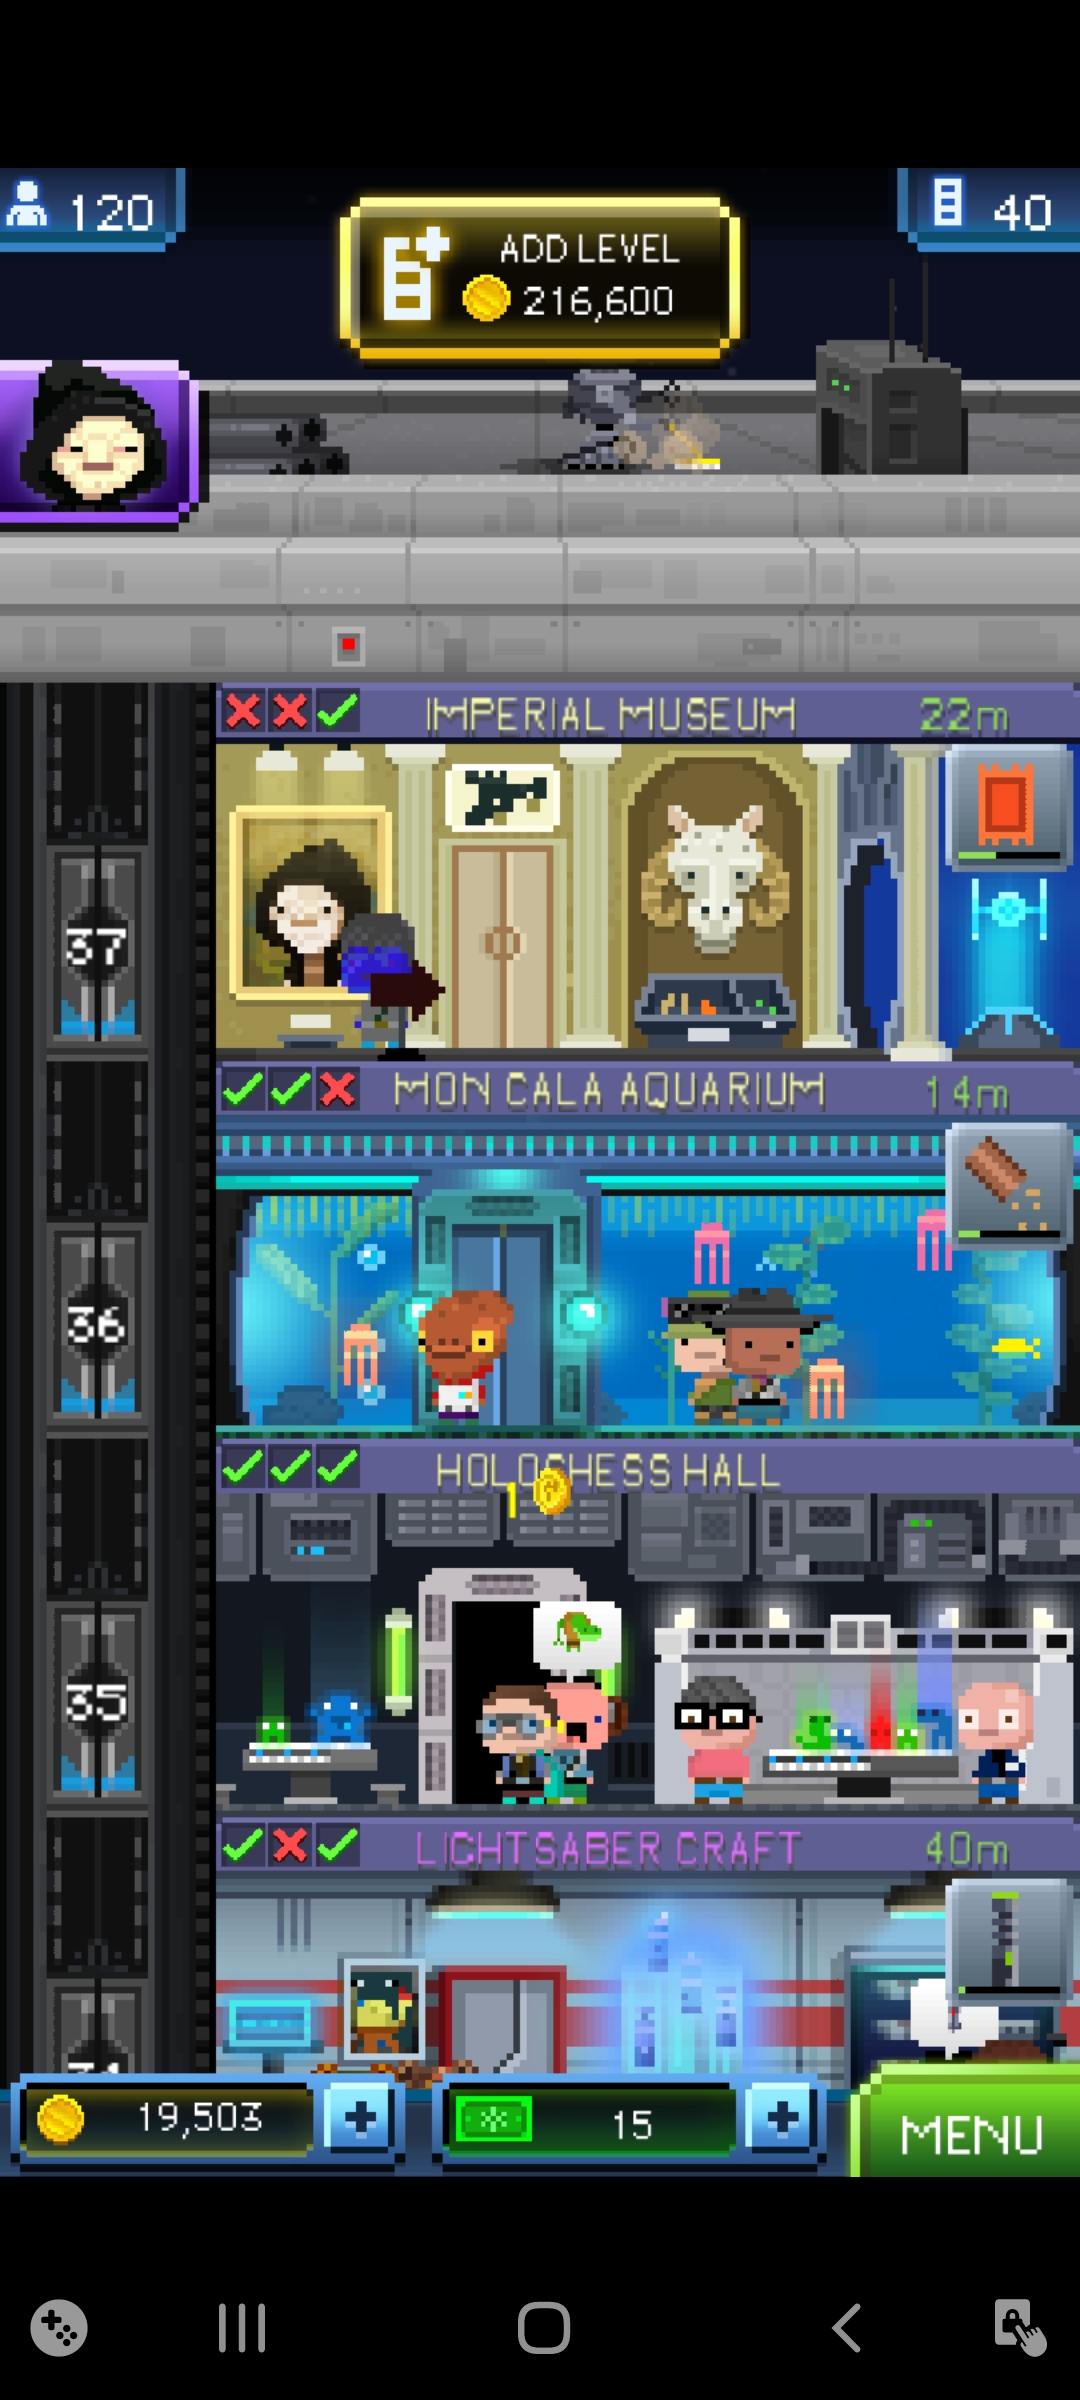 120
ADD LEVEL
216,600
40
IMPERIAL MUSEUM
22m
37
MON CALA AQUARIUM
14m
36
HOLOCHESS HALL
1
35
LIGHTSABER CRAFT
40m
19,503
15
MENU